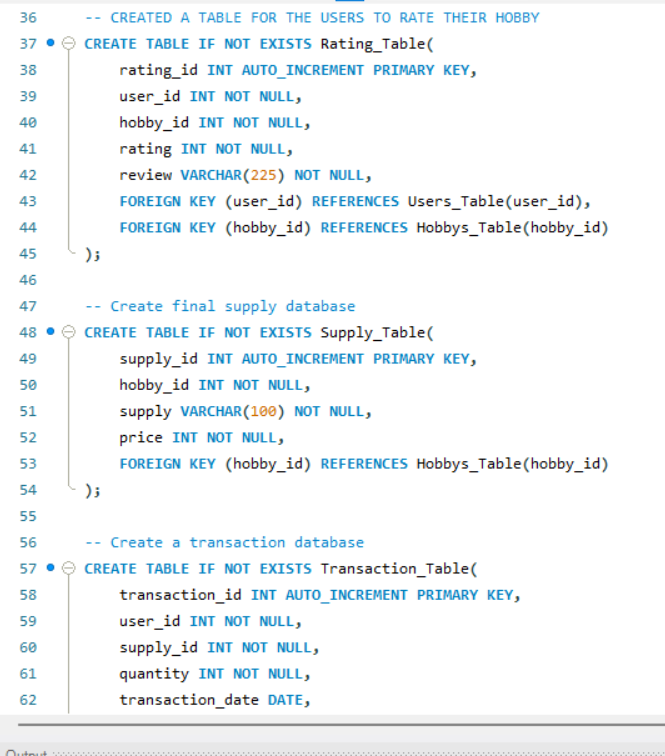 36 -- CREATED A TABLE FOR THE USERS TO RATE THEIR HOBBY
37 CREATE TABLE IF NOT EXISTS Rating_Table(
38 rating_id INT AUTO_INCREMENT PRIMARY KEY,
39 user_id INT NOT NULL,
40 hobby_id INT NOT NULL,
41 rating INT NOT NULL,
42 review VARCHAR(225) NOT NULL,
43 FOREIGN KEY (user_id) REFERENCES Users_Table(user_id),
44 FOREIGN KEY (hobby_id) REFERENCES Hobbys_Table(hobby_id)
45 );
46
47 -- Create final supply database
48 CREATE TABLE IF NOT EXISTS Supply_Table(
49 supply_id INT AUTO_INCREMENT PRIMARY KEY,
50 hobby_id INT NOT NULL,
51 supply VARCHAR(100) NOT NULL,
52 price INT NOT NULL,
53 FOREIGN KEY (hobby_id) REFERENCES Hobbys_Table(hobby_id)
54 );
55
56 -- Create a transaction database
57 CREATE TABLE IF NOT EXISTS Transaction_Table(
58 transaction_id INT AUTO_INCREMENT PRIMARY KEY,
59 user_id INT NOT NULL,
60 supply_id INT NOT NULL,
61 quantity INT NOT NULL,
62 transaction_date DATE,
Output